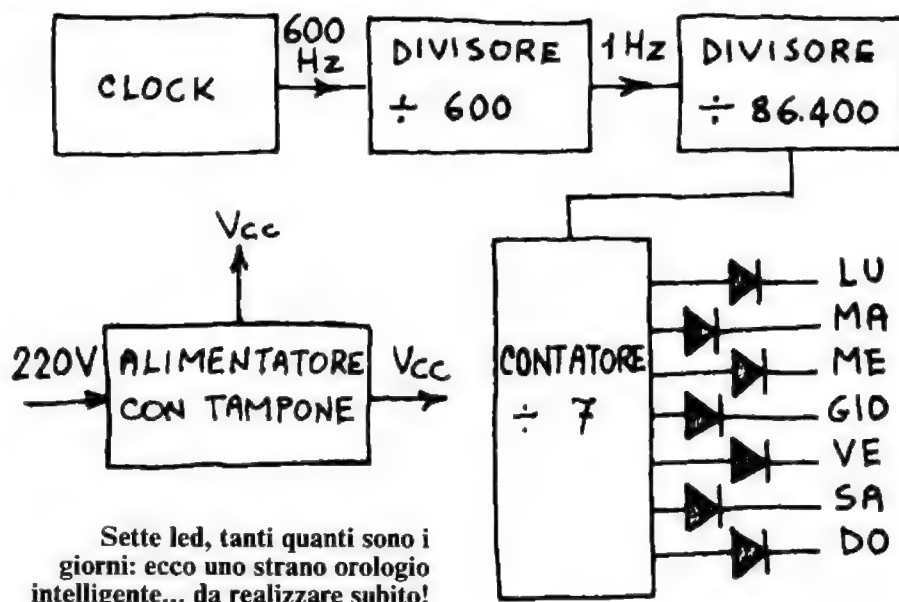 CLOCK
600
Hz
DIVISORE
÷ 600
1 Hz
DIVISORE
÷ 86.400
Vcc
220V
ALIMENTATORE
CON TAMPONE
Vcc
CONTATORE
÷ 7
LU
MA
ME
GIO
VE
SA
DO
Sette led, tanti quanti sono i
giorni: ecco uno strano orologio
intelligente... da realizzare subito!